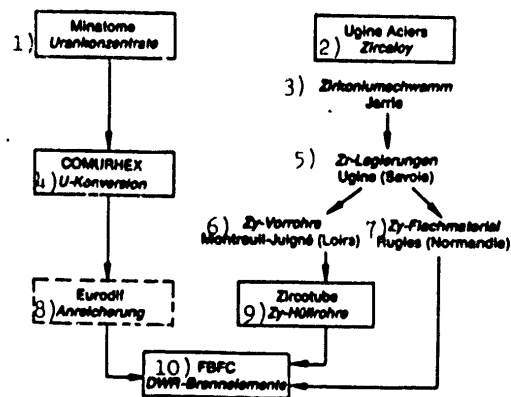 1) Minatome
Urankonzentrate
2) Ugine Aciers
Zircaloy
3) Zirkoniumschwamm
Jarrie
4) COMURHEX
U-Konversion
5) Zr-Legierungen
Ugine (Savoie)
6) Zy-Vorrohre
Montreuil-Juigné (Loirs)
7) Zy-Flachmaterial
Rugles (Normandie)
8) Eurodif
Anreicherung
9) Zircotube
Zy-Hüllrohre
10) FBFC
DWR-Brennelemente